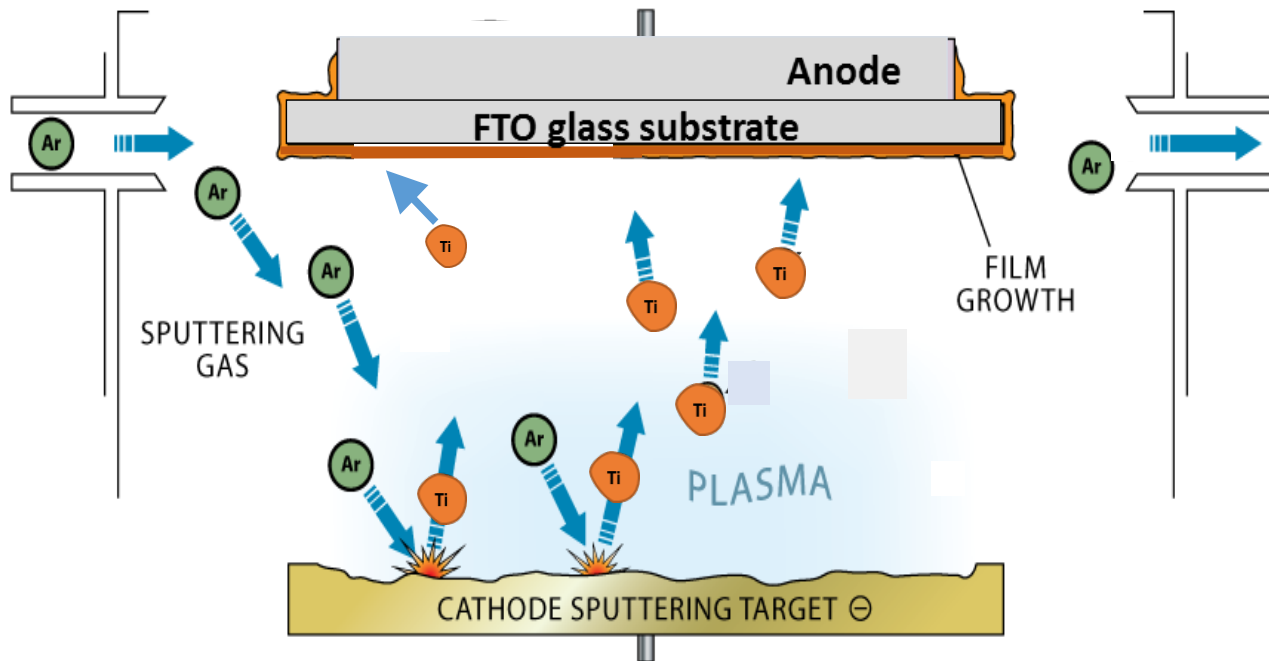 Anode
FTO glass substrate
Ar
Ar
Ar
Ti
Ar
Ti
FILM
GROWTH
Ti
SPUTTERING
GAS
Ti
Ar
Ar
Ti
Ti
PLASMA
CATHODE SPUTTERING TARGET ⊖